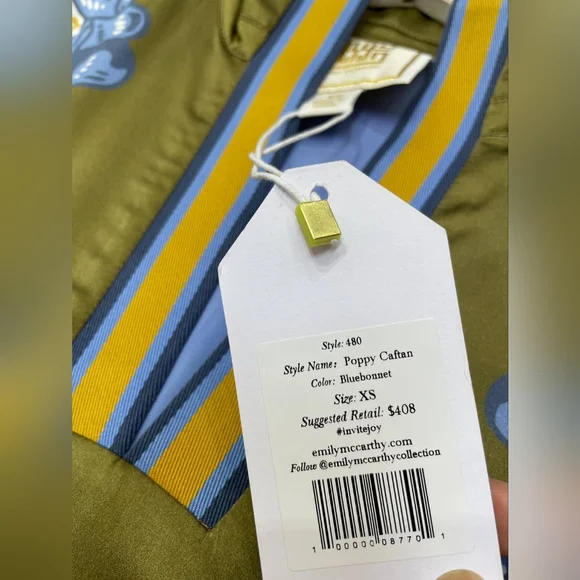 Style: 480
Style Name: Poppy Caftan
Color: Bluebonnet
Size: XS
Suggested Retail: $408
#invitejoy
emilymccarthy.com
Follow @emilymccarthycollection
1 00000 08770 1